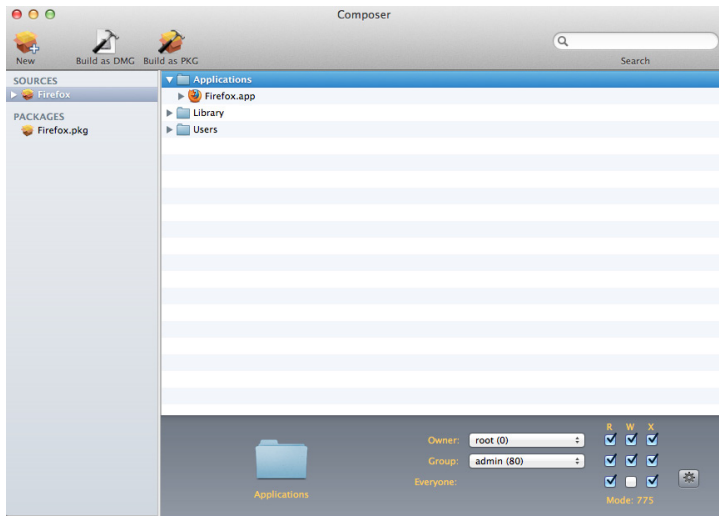 Composer
New Build as DMG Build as PKG Search
SOURCES
Firefox
PACKAGES
Firefox.pkg
Applications
Firefox.app
Library
Users
Applications
R W X
Owner: root (0)
Group: admin (80)
Everyone:
Mode: 775